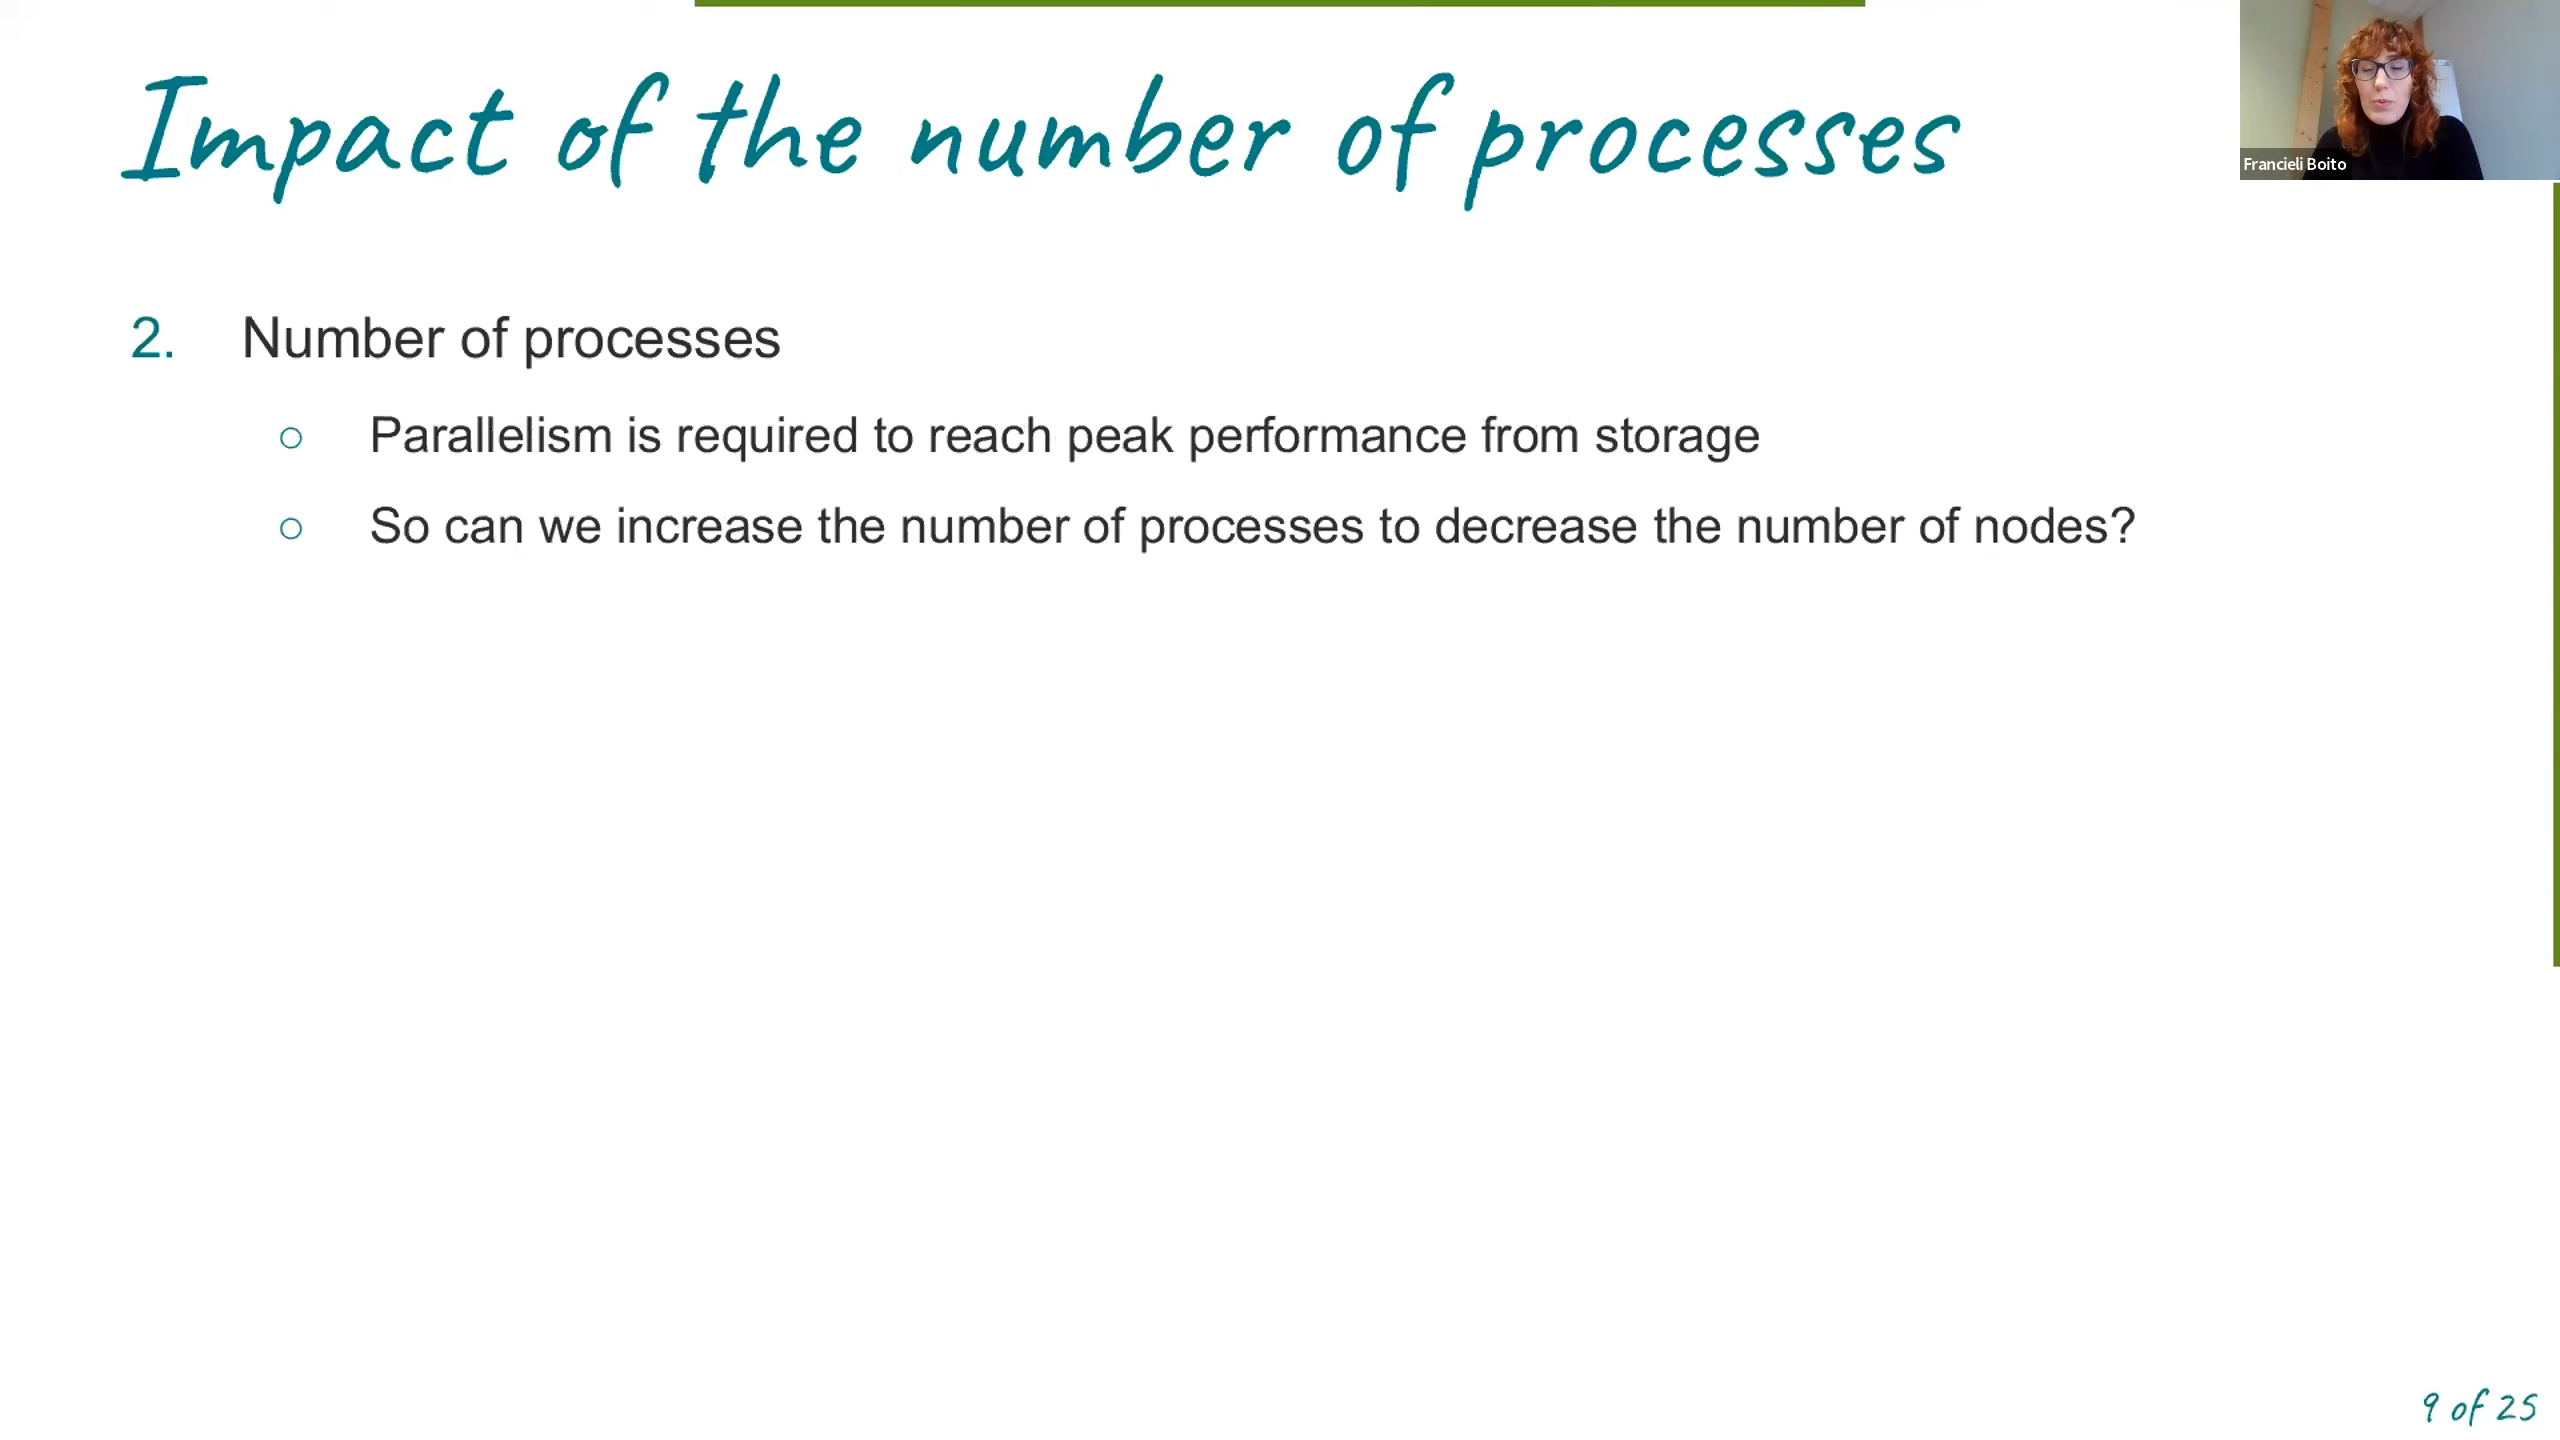 Impact of the number of processes
Francieli Boito
2. Number of processes
○ Parallelism is required to reach peak performance from storage
○ So can we increase the number of processes to decrease the number of nodes?
9 of 25